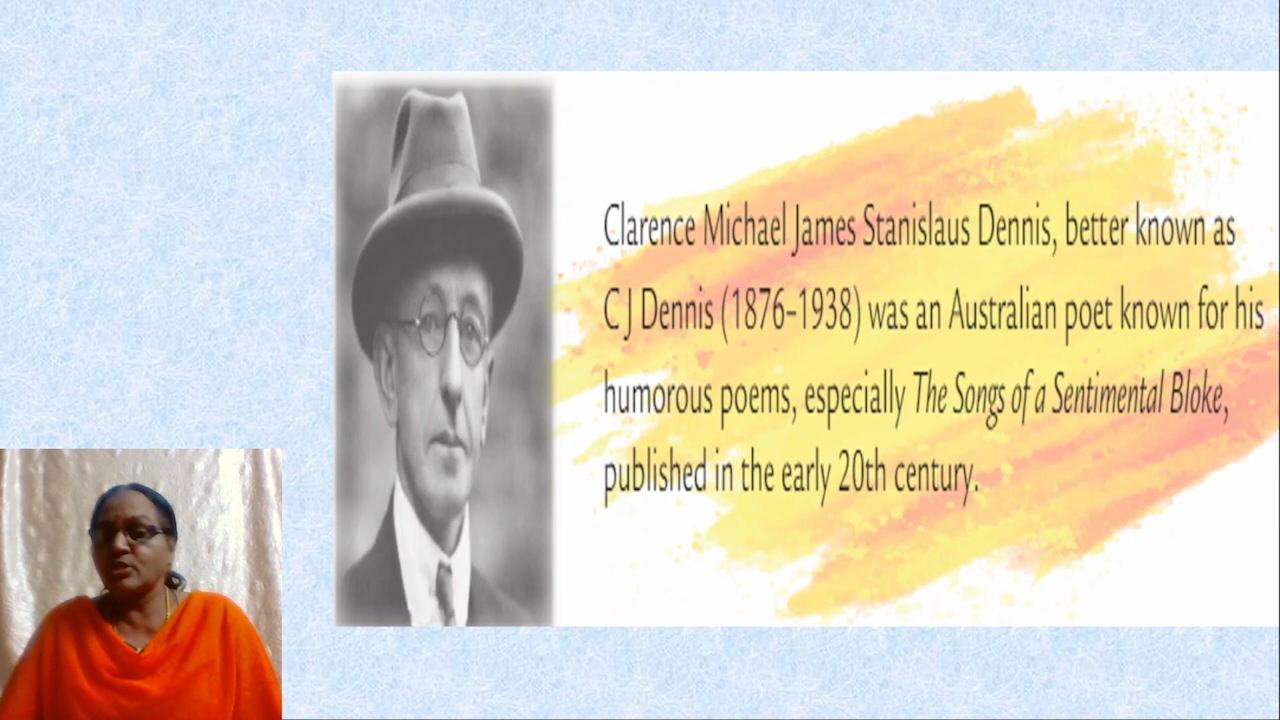 Clarence Michael James Stanislaus Dennis, better known as
C J Dennis (1876–1938) was an Australian poet known for his
humorous poems, especially The Songs of a Sentimental Bloke,
published in the early 20th century.